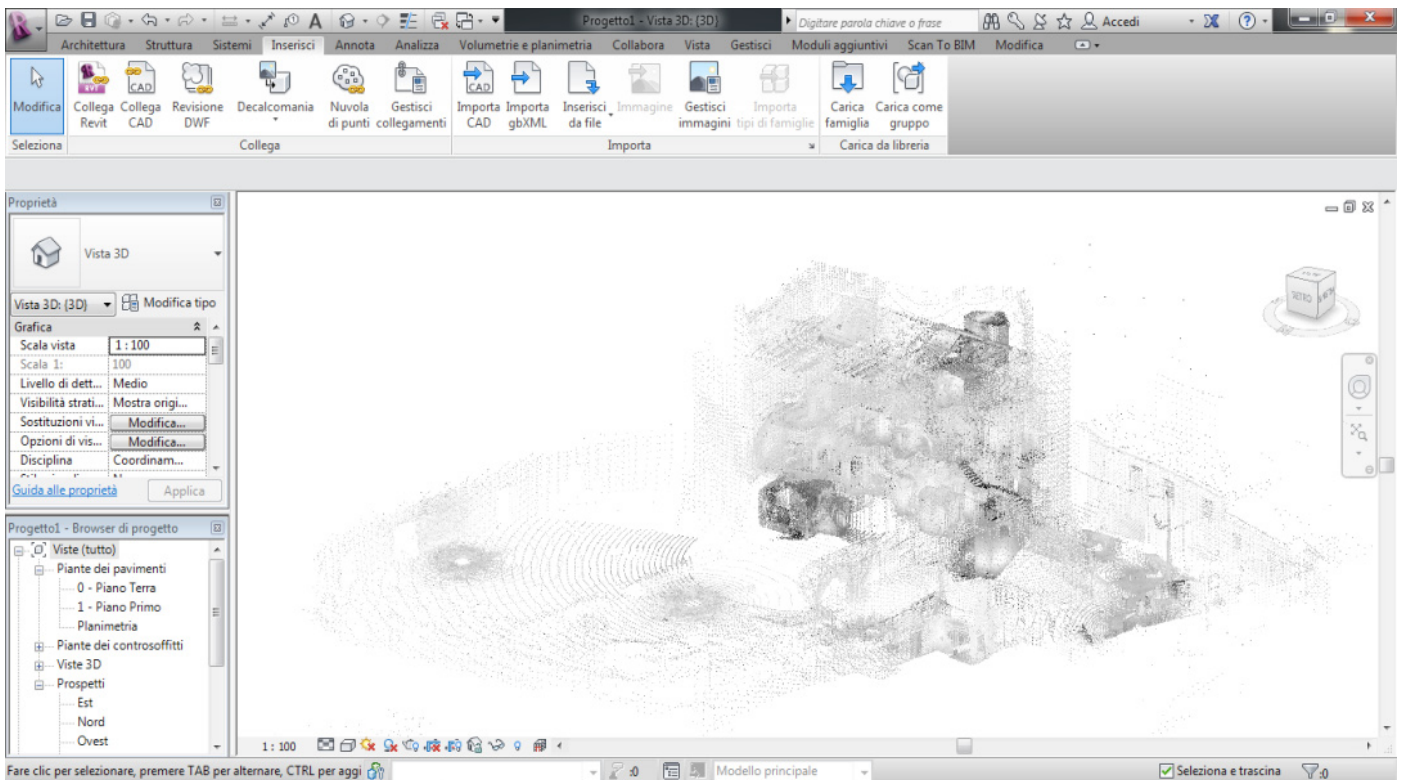 Progetto1 - Vista 3D: {3D}
Digitare parola chiave o frase
Accedi
Architettura Struttura Sistemi Inserisci Annota Analizza Volumetrie e planimetria Collabora Vista Gestisci Moduli aggiuntivi Scan To BIM Modifica
Modifica
Collega Revit
Collega CAD
Revisione DWF
Decalcomania
Nuvola di punti
Gestisci collegamenti
Importa CAD
Importa gbXML
Inserisci da file
Immagine
Gestisci immagini
Importa tipi di famiglie
Carica famiglia
Carica come gruppo
Seleziona Collega Importa Carica da libreria
Proprietà
Vista 3D
Vista 3D: {3D} Modifica tipo
Grafica
Scala vista 1 : 100
Scala 1: 100
Livello di dett... Medio
Visibilità strati... Mostra origi...
Sostituzioni vi... Modifica...
Opzioni di vis... Modifica...
Disciplina Coordinam...
Guida alle proprietà Applica
Progetto1 - Browser di progetto
Viste (tutto)
Piante dei pavimenti
0 - Piano Terra
1 - Piano Primo
Planimetria
Piante dei controsoffitti
Viste 3D
Prospetti
Est
Nord
Ovest
RETRO
1 : 100
Fare clic per selezionare, premere TAB per alternare, CTRL per aggi
:0
Modello principale
Seleziona e trascina
:0